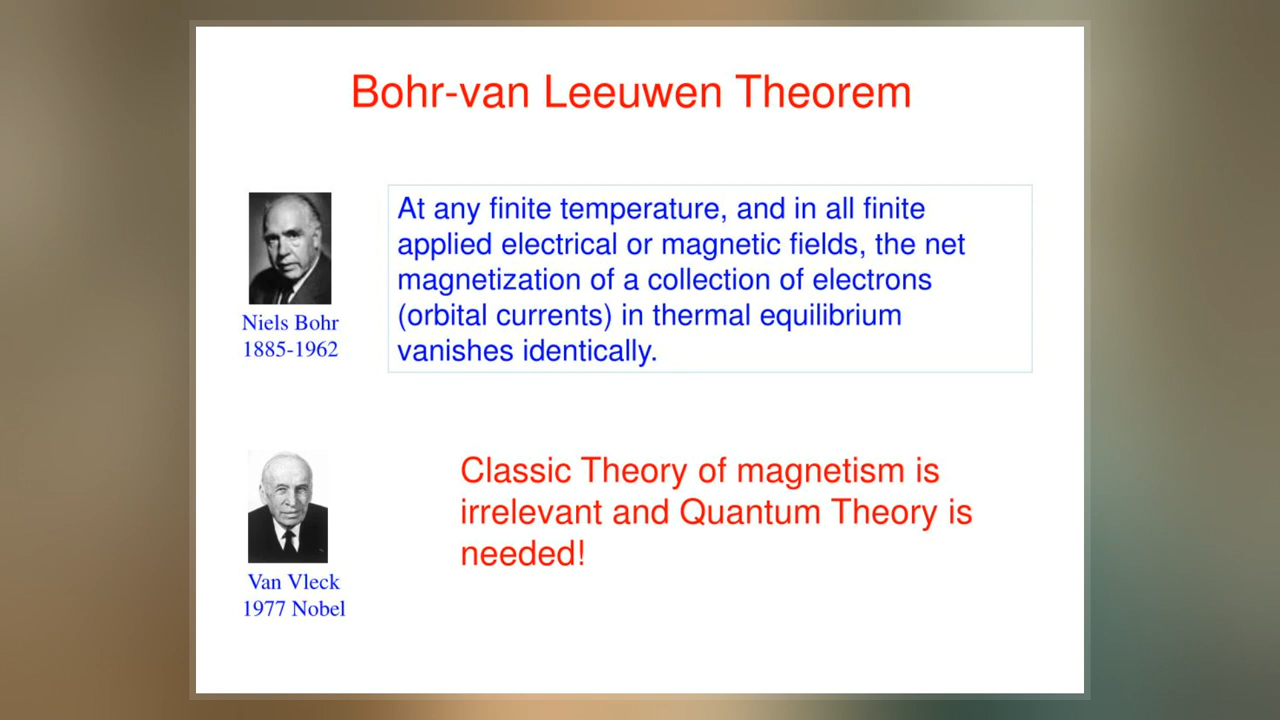 Bohr-van Leeuwen Theorem
At any finite temperature, and in all finite
applied electrical or magnetic fields, the net
magnetization of a collection of electrons
(orbital currents) in thermal equilibrium
vanishes identically.
Niels Bohr
1885-1962
Classic Theory of magnetism is
irrelevant and Quantum Theory is
needed!
Van Vleck
1977 Nobel